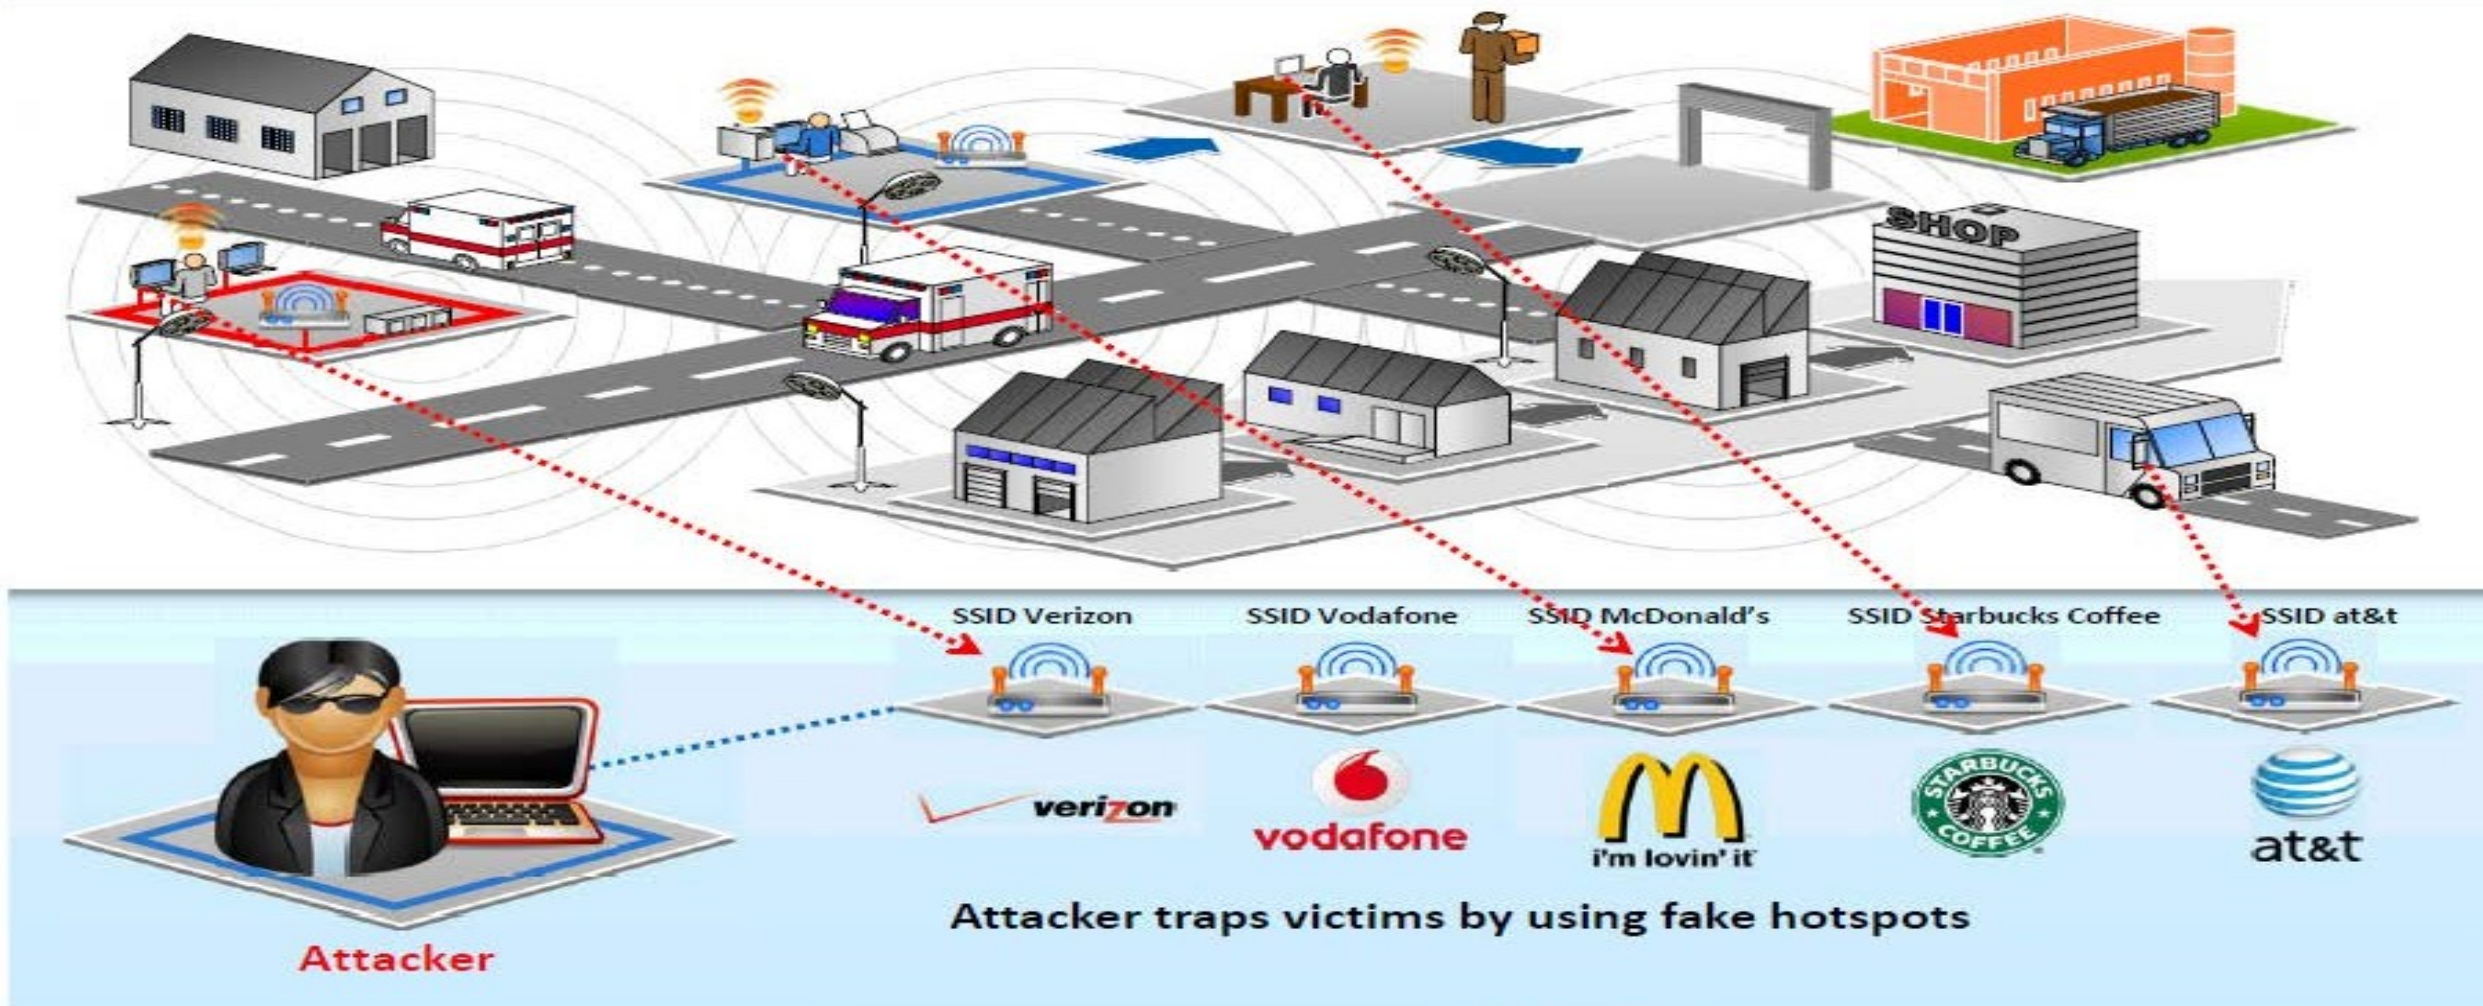 SHOP
SSID Verizon
SSID Vodafone
SSID McDonald's
SSID Starbucks Coffee
SSID at&t
verizon
vodafone
i'm lovin' it
STARBUCKS
COFFEE
at&t
Attacker traps victims by using fake hotspots
Attacker